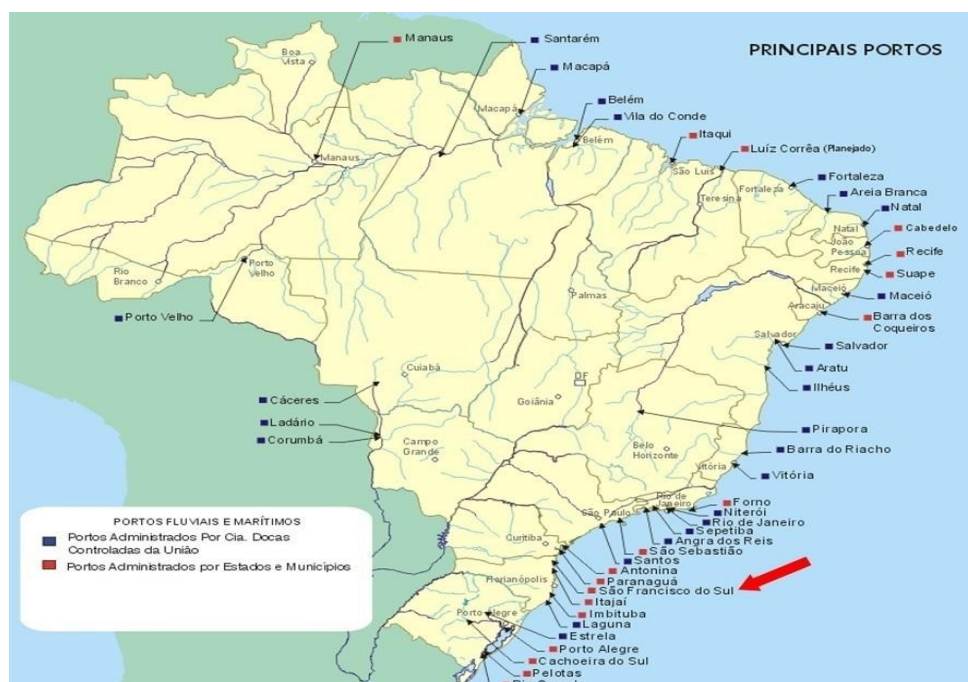 PRINCIPAIS PORTOS
Manaus
Santarém
Macapá
Belém
Vila do Conde
Itaqui
Luíz Corrêa (Planejado)
Fortaleza
Areia Branca
Natal
Cabedelo
Recife
Suape
Maceió
Barra dos
Coqueiros
Salvador
Aratu
Ilhéus
Pirapora
Barra do Riacho
Vitória
Forno
Niterói
Rio de Janeiro
Sepetiba
Angra dos Reis
São Sebastião
Santos
Antonina
Paranaguá
São Francisco do Sul
Itajaí
Imbituba
Laguna
Estrela
Porto Alegre
Cachoeira do Sul
Pelotas
Porto Velho
Cáceres
Ladário
Corumbá
Boa
Vista
Macapá
Manaus
Belém
São Luís
Teresina
Fortaleza
Natal
João
Pessoa
Recife
Maceió
Aracaju
Salvador
Palmas
Porto
Velho
Rio
Branco
Cuiabá
DF
Goiânia
Campo
Grande
Belo
Horizonte
Vitória
Rio de
Janeiro
São Paulo
Curitiba
Florianópolis
Porto Alegre
PORTOS FLUVIAIS E MARÍTIMOS
Portos Administrados Por Cia. Docas
Controladas da União
Portos Administrados por Estados e Municípios